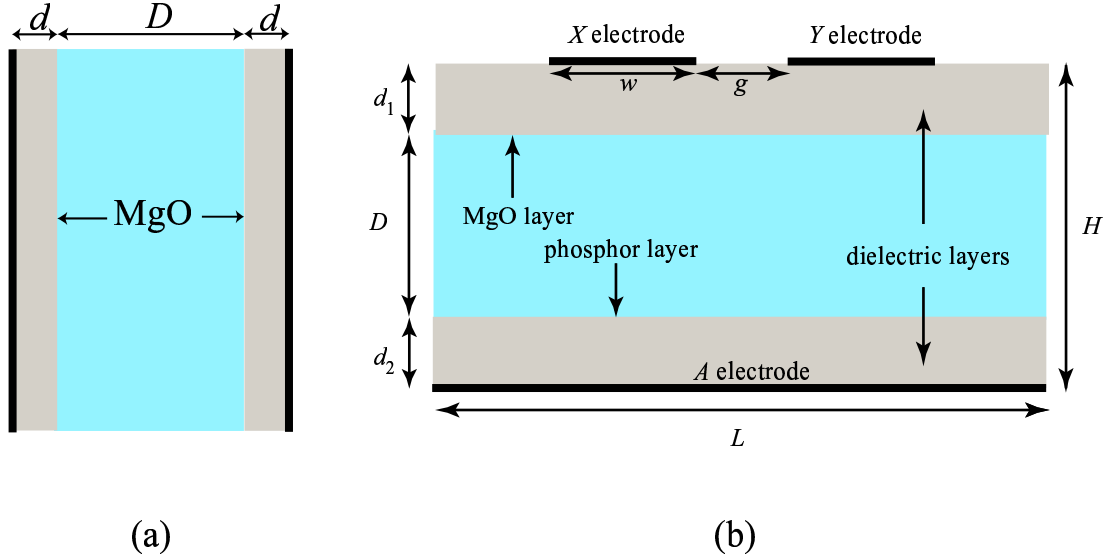 d D d
MgO
(a)
X electrode Y electrode
w g
d1
MgO layer
D
phosphor layer
dielectric layers
H
d2
A electrode
L
(b)